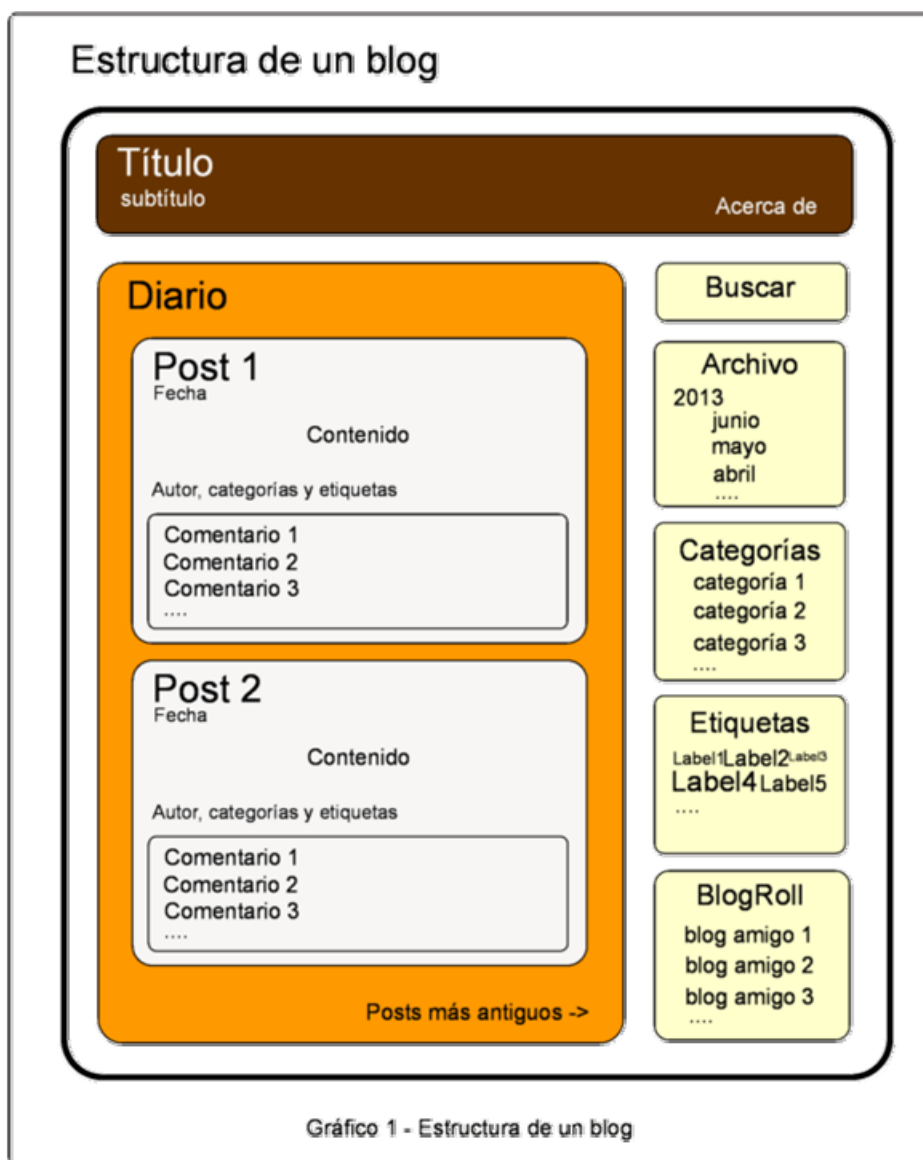 Estructura de un blog
Título
subtítulo
Acerca de
Diario
Post 1
Fecha
Contenido
Autor, categorías y etiquetas
Comentario 1
Comentario 2
Comentario 3
....
Post 2
Fecha
Contenido
Autor, categorías y etiquetas
Comentario 1
Comentario 2
Comentario 3
....
Posts más antiguos ->
Buscar
Archivo
2013
junio
mayo
abril
....
Categorías
categoría 1
categoría 2
categoría 3
....
Etiquetas
Label1 Label2 Label3
Label4 Label5
....
BlogRoll
blog amigo 1
blog amigo 2
blog amigo 3
....
Gráfico 1 - Estructura de un blog